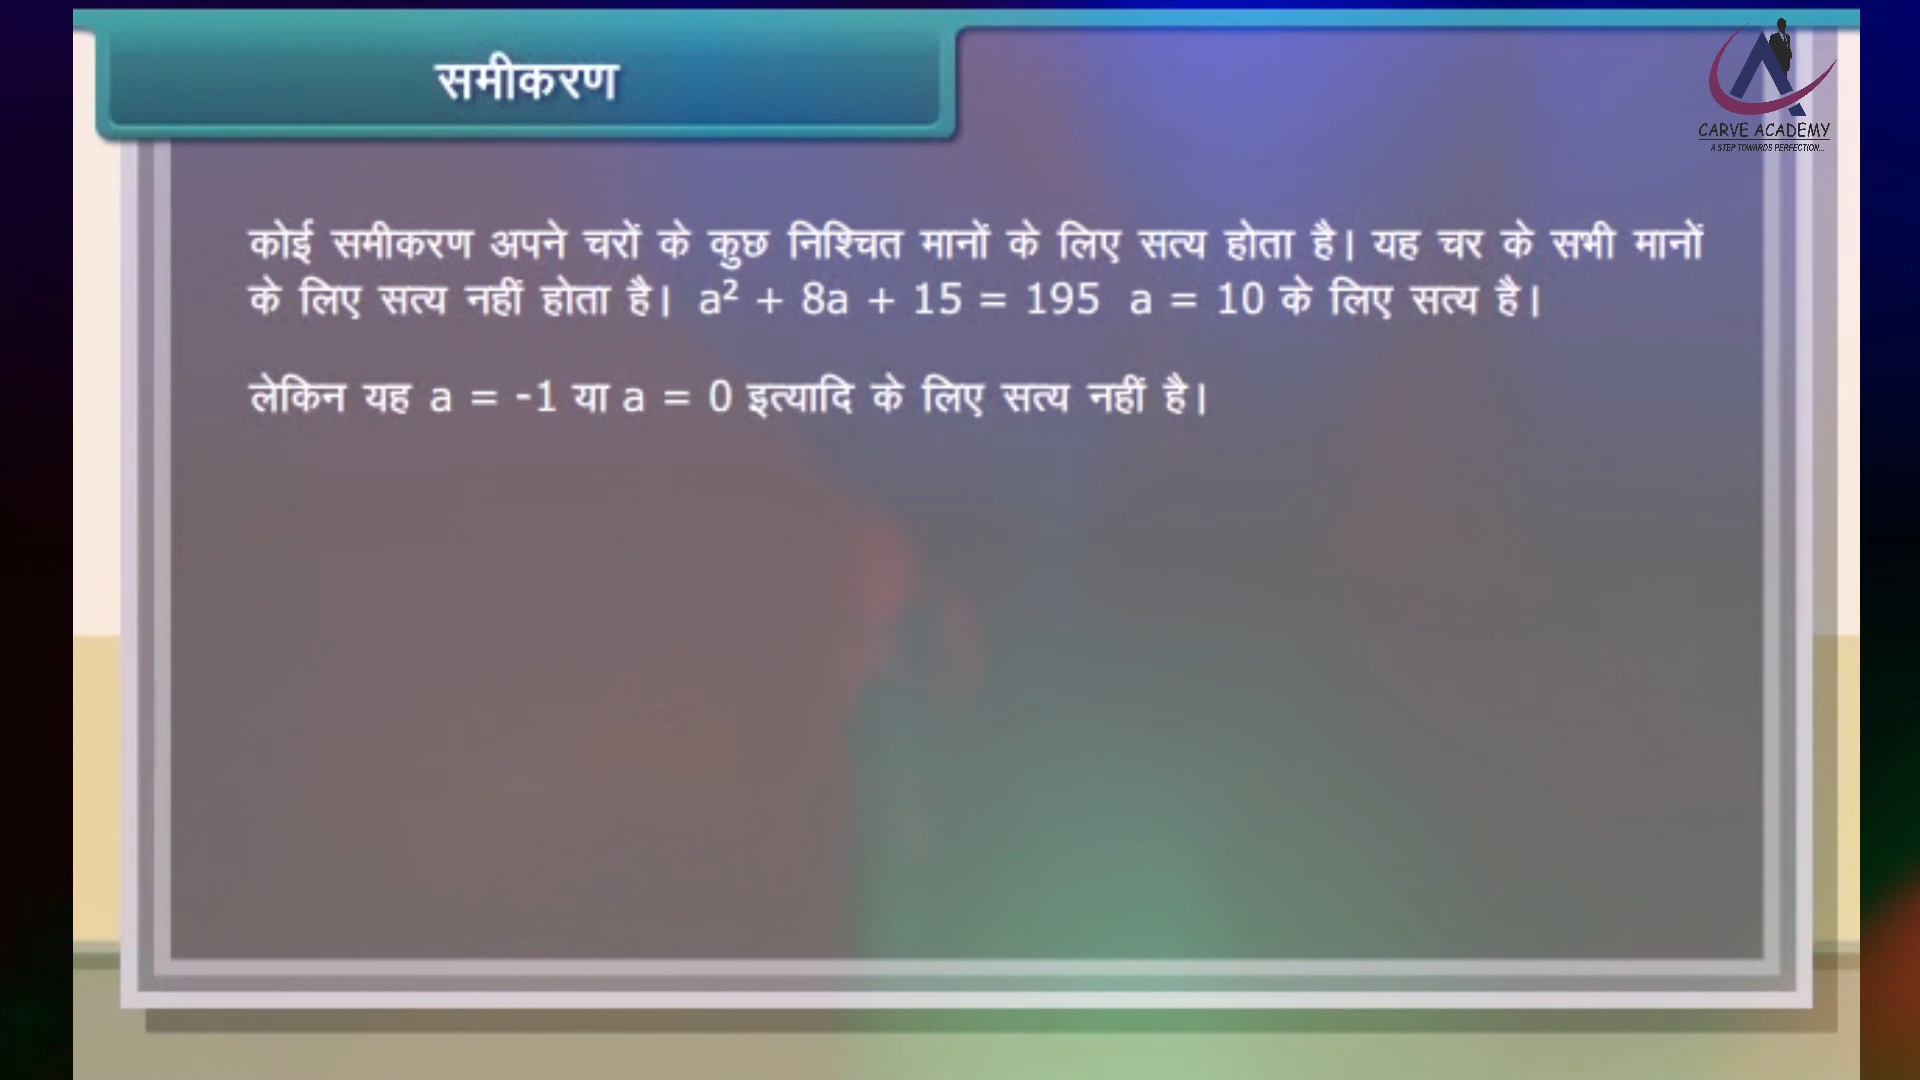 समीकरण
CARVE ACADEMY
A STEP TOWARDS PERFECTION...
कोई समीकरण अपने चरों के कुछ निश्चित मानों के लिए सत्य होता है। यह चर के सभी मानों
के लिए सत्य नहीं होता है। a² + 8a + 15 = 195 a = 10 के लिए सत्य है।
लेकिन यह a = -1 या a = 0 इत्यादि के लिए सत्य नहीं है।